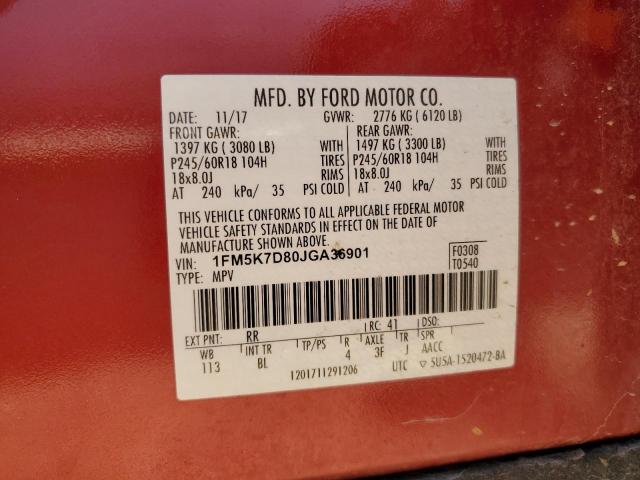 MFD. BY FORD MOTOR CO.
DATE: 11/17 GVWR: 2776 KG ( 6120 LB)
FRONT GAWR: REAR GAWR:
1397 KG ( 3080 LB) 1497 KG ( 3300 LB)
P245/60R18 104H TIRES P245/60R18 104H TIRES
18x8.0J RIMS 18x8.0J RIMS
AT 240 kPa/ 35 PSI COLD AT 240 kPa/ 35 PSI COLD
THIS VEHICLE CONFORMS TO ALL APPLICABLE FEDERAL MOTOR
VEHICLE SAFETY STANDARDS IN EFFECT ON THE DATE OF
MANUFACTURE SHOWN ABOVE.
VIN: 1FM5K7D80JGA36901 F0308
TYPE: MPV T0540
EXT PNT: RR RC: 41 DSO:
WB INT TR TP/PS R AXLE TR SPR
113 BL 4 3F J AACC
1201711291206 UTC ▽ 5U5A-1520472-BA